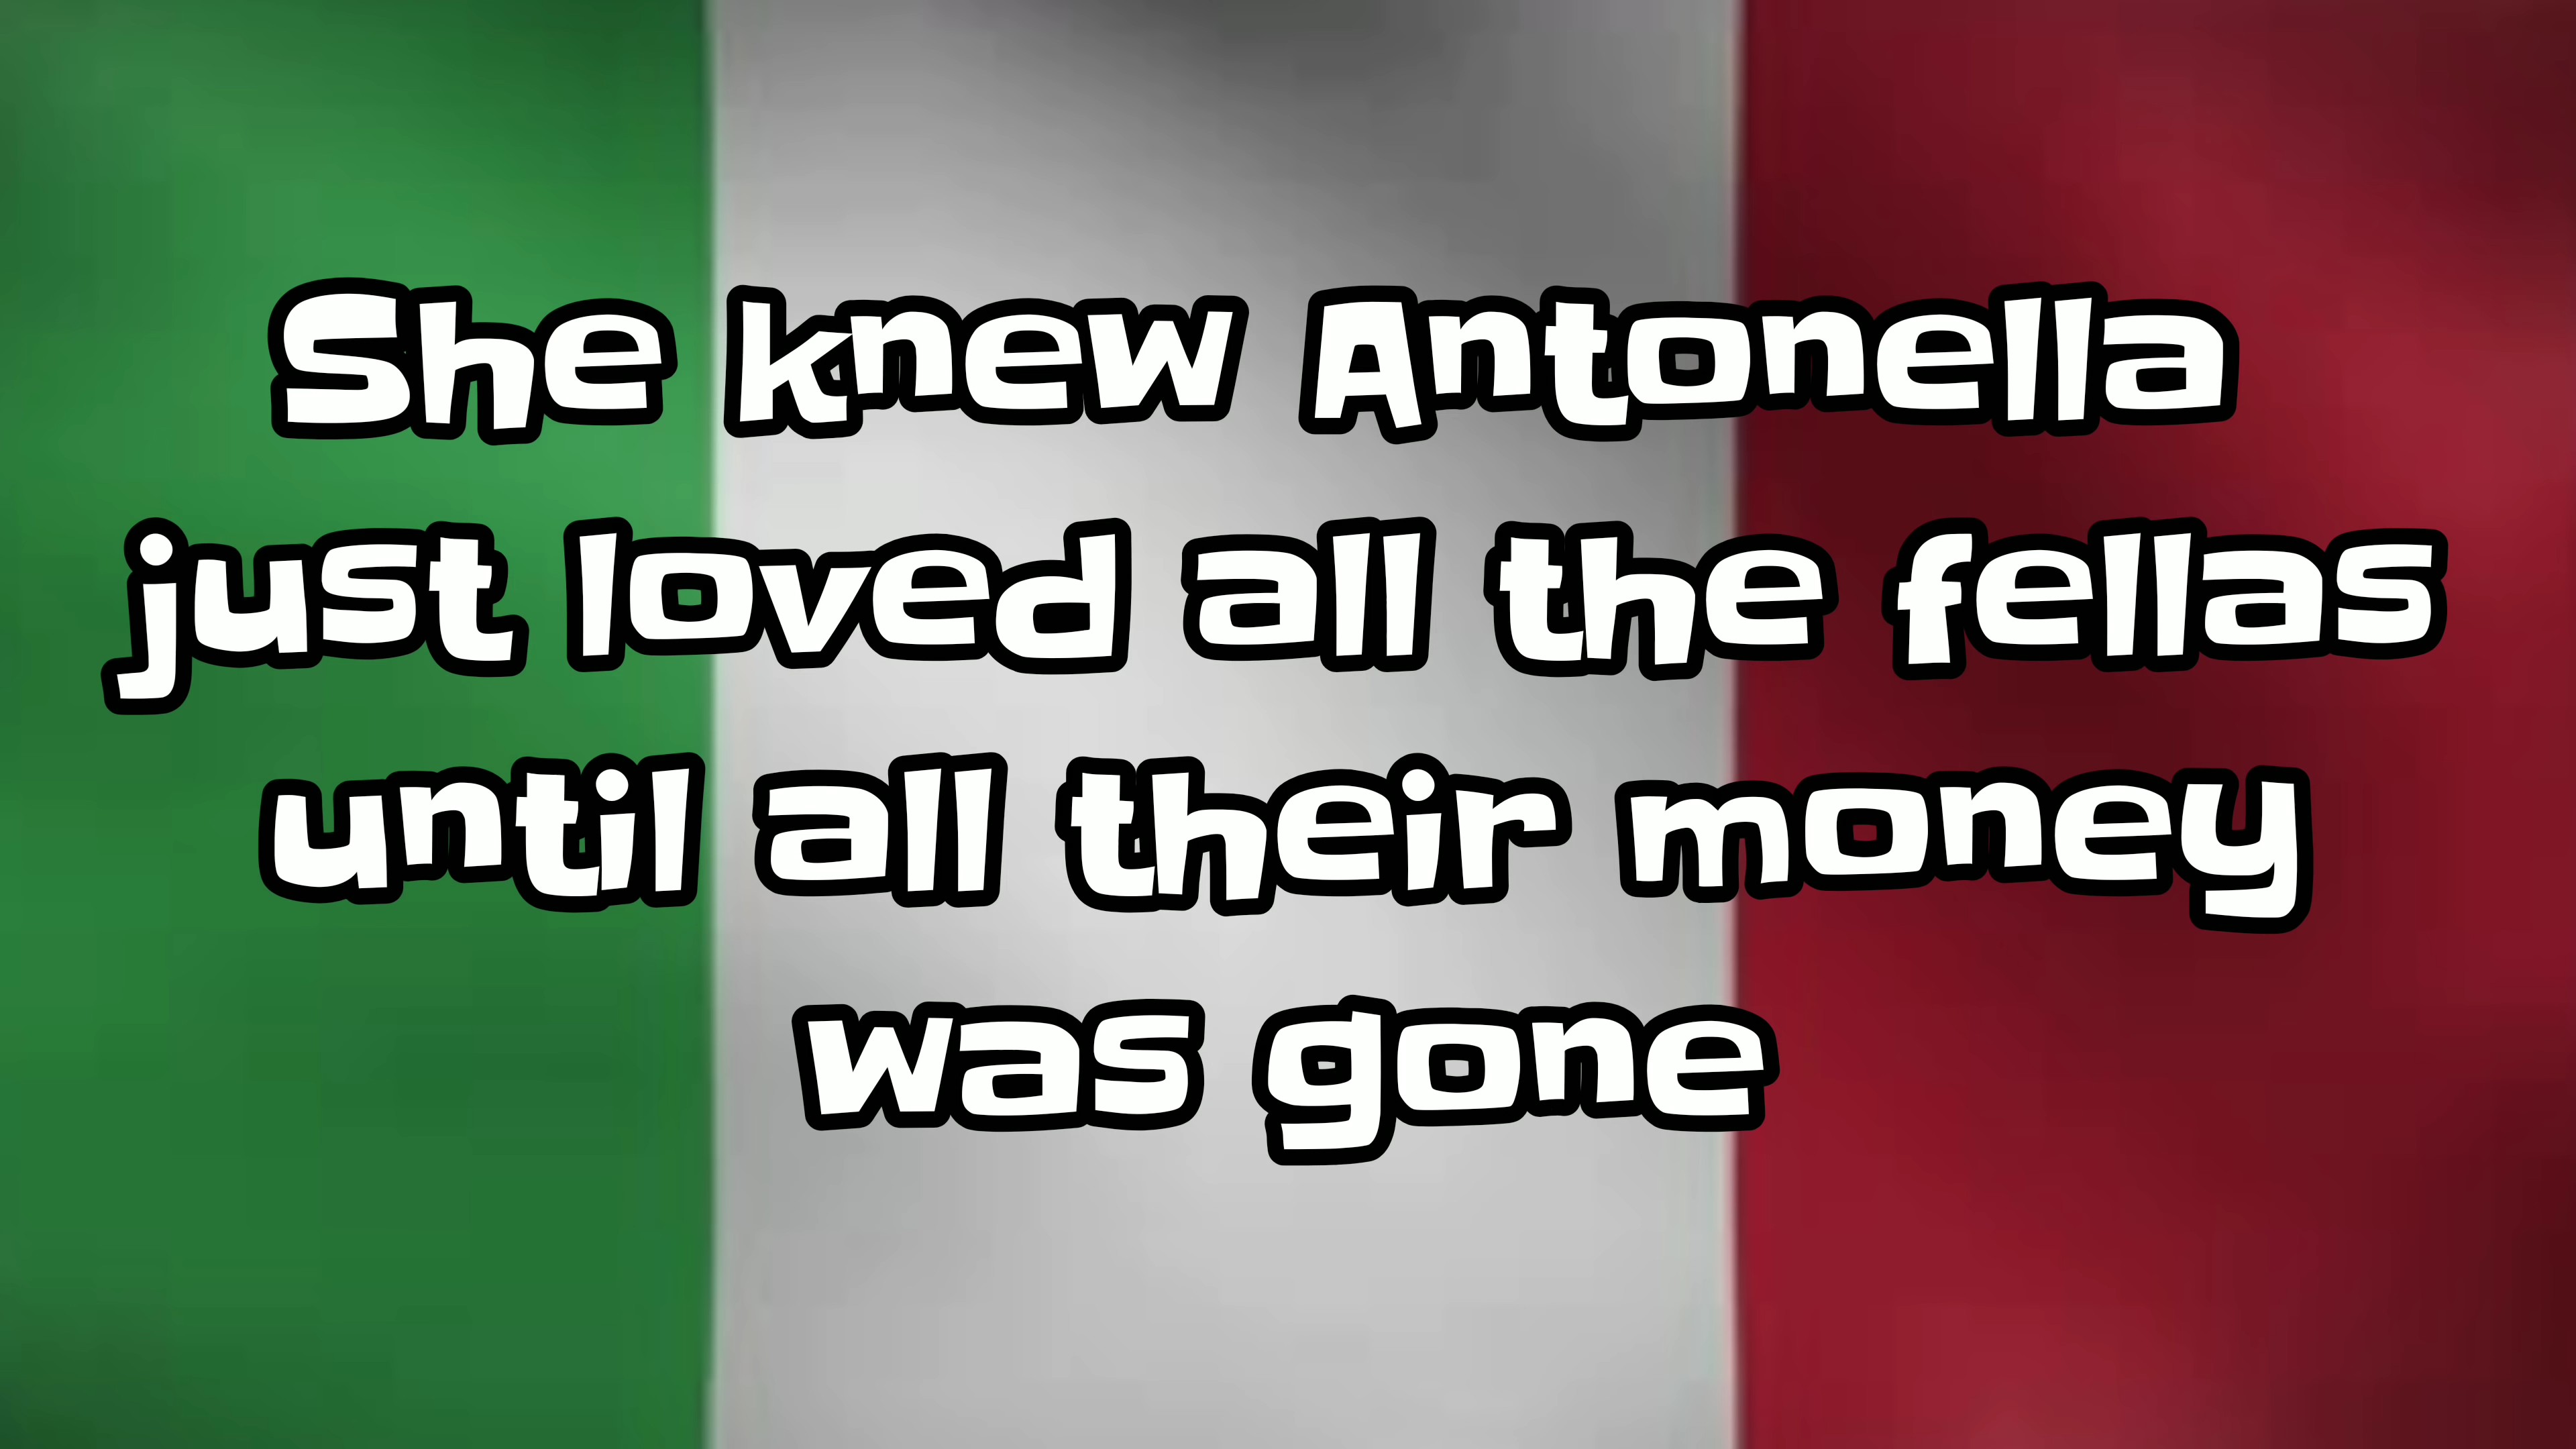 She knew Antonella
just loved all the fellas
until all their money
was gone